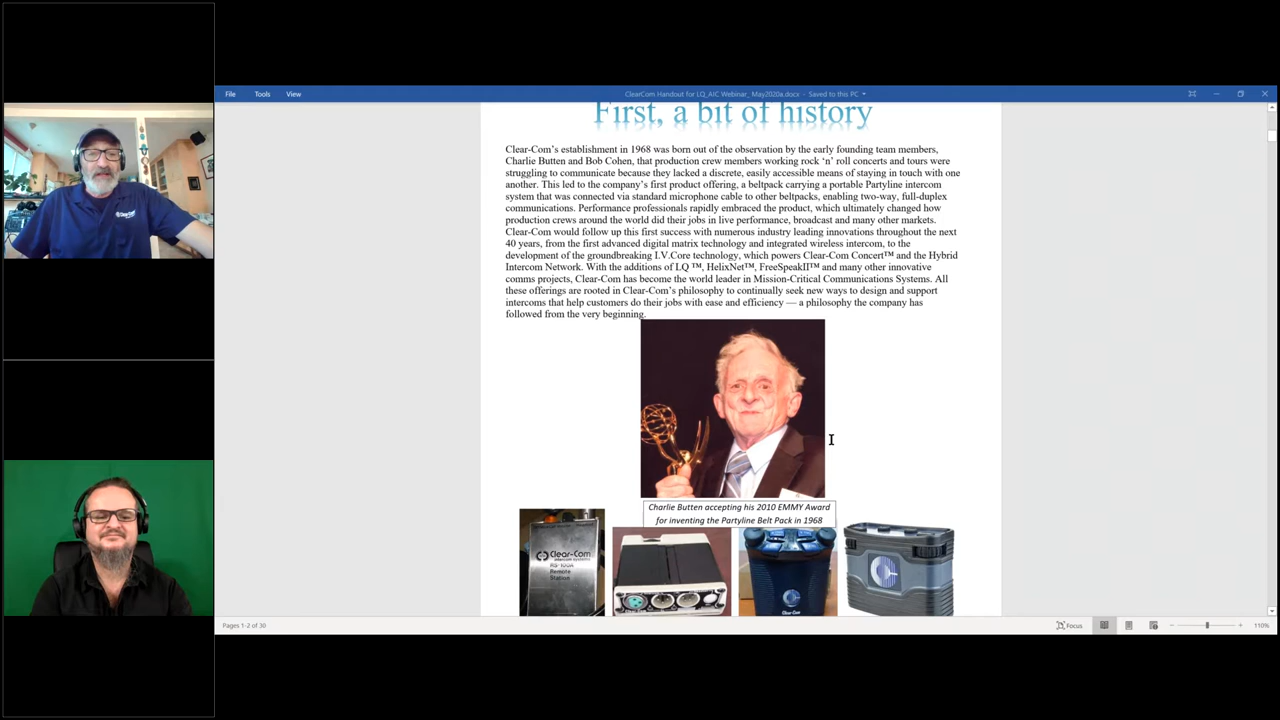 File
Tools
View
ClearCom Handout for LQ_AIC Webinar_ May2020a.docx - Saved to this PC
First, a bit of history
Clear-Com’s establishment in 1968 was born out of the observation by the early founding team members,
Charlie Butten and Bob Cohen, that production crew members working rock ‘n’ roll concerts and tours were
struggling to communicate because they lacked a discrete, easily accessible means of staying in touch with one
another. This led to the company’s first product offering, a beltpack carrying a portable Partyline intercom
system that was connected via standard microphone cable to other beltpacks, enabling two-way, full-duplex
communications. Performance professionals rapidly embraced the product, which ultimately changed how
production crews around the world did their jobs in live performance, broadcast and many other markets.
Clear-Com would follow up this first success with numerous industry leading innovations throughout the next
40 years, from the first advanced digital matrix technology and integrated wireless intercom, to the
development of the groundbreaking I.V.Core technology, which powers Clear-Com Concert™ and the Hybrid
Intercom Network. With the additions of LQ ™, HelixNet™, FreeSpeakII™ and many other innovative
comms projects, Clear-Com has become the world leader in Mission-Critical Communications Systems. All
these offerings are rooted in Clear-Com’s philosophy to continually seek new ways to design and support
intercoms that help customers do their jobs with ease and efficiency — a philosophy the company has
followed from the very beginning.
Charlie Butten accepting his 2010 EMMY Award
for inventing the Partyline Belt Pack in 1968
Clear-Com
intercom systems
RS-100A
Remote
Station
Clear-Com
Pages 1-2 of 30
Focus
110%